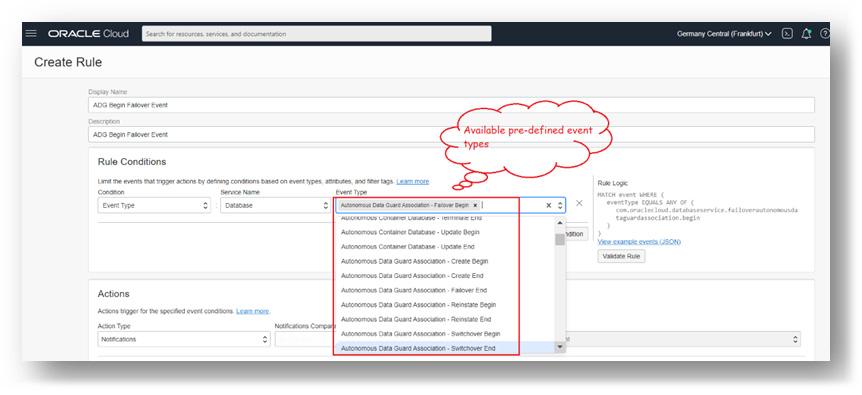 ORACLE Cloud
Search for resources, services, and documentation
Germany Central (Frankfurt)
Create Rule
Display Name
ADG Begin Failover Event
Description
ADG Begin Failover Event
Available pre-defined event
types
Rule Conditions
Limit the events that trigger actions by defining conditions based on event types, attributes, and filter tags. Learn more
Condition
Service Name
Event Type
Event Type
Database
Autonomous Data Guard Association - Failover Begin ×
Autonomous Container Database - Terminate End
Autonomous Container Database - Update Begin
Autonomous Container Database - Update End
Autonomous Data Guard Association - Create Begin
Autonomous Data Guard Association - Create End
Autonomous Data Guard Association - Failover End
Autonomous Data Guard Association - Reinstate Begin
Autonomous Data Guard Association - Reinstate End
Autonomous Data Guard Association - Switchover Begin
Autonomous Data Guard Association - Switchover End
ndition
Rule Logic
MATCH event WHERE (
eventType EQUALS ANY OF (
com.oraclecloud.databaseservice.failoverautonomousda
taguardassociation.begin
)
)
View example events (JSON)
Validate Rule
Actions
Actions trigger for the specified event conditions. Learn more.
Action Type
Notifications Compar
Notifications